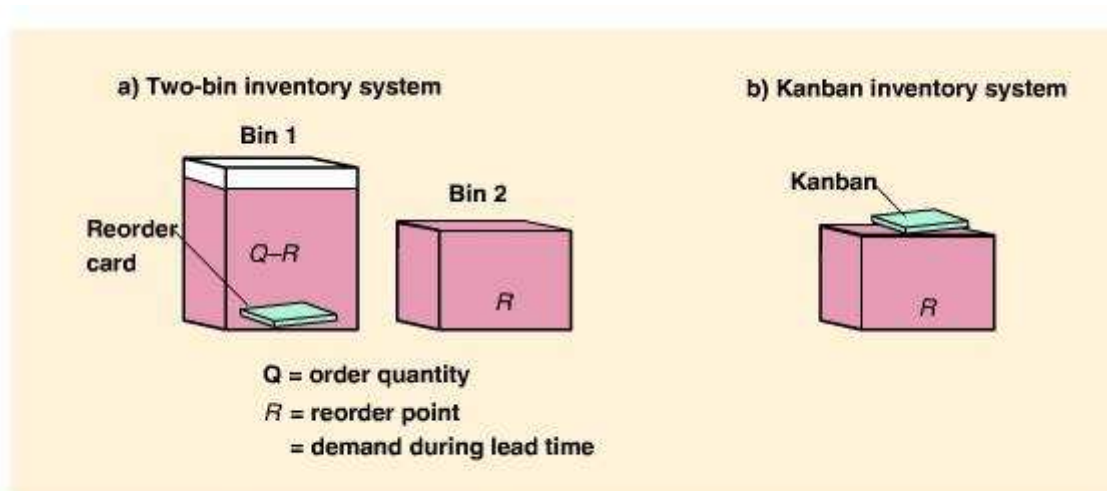 a) Two-bin inventory system
Bin 1
Reorder
card
Q–R
Bin 2
R
Q = order quantity
R = reorder point
= demand during lead time
b) Kanban inventory system
Kanban
R